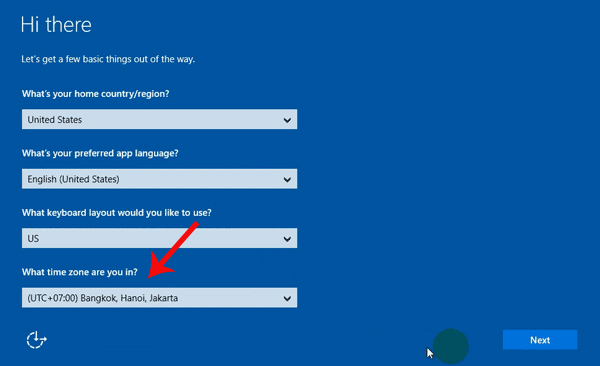 Hi there
Let's get a few basic things out of the way.
What's your home country/region?
United States
What's your preferred app language?
English (United States)
What keyboard layout would you like to use?
US
What time zone are you in?
(UTC+07:00) Bangkok, Hanoi, Jakarta
Next